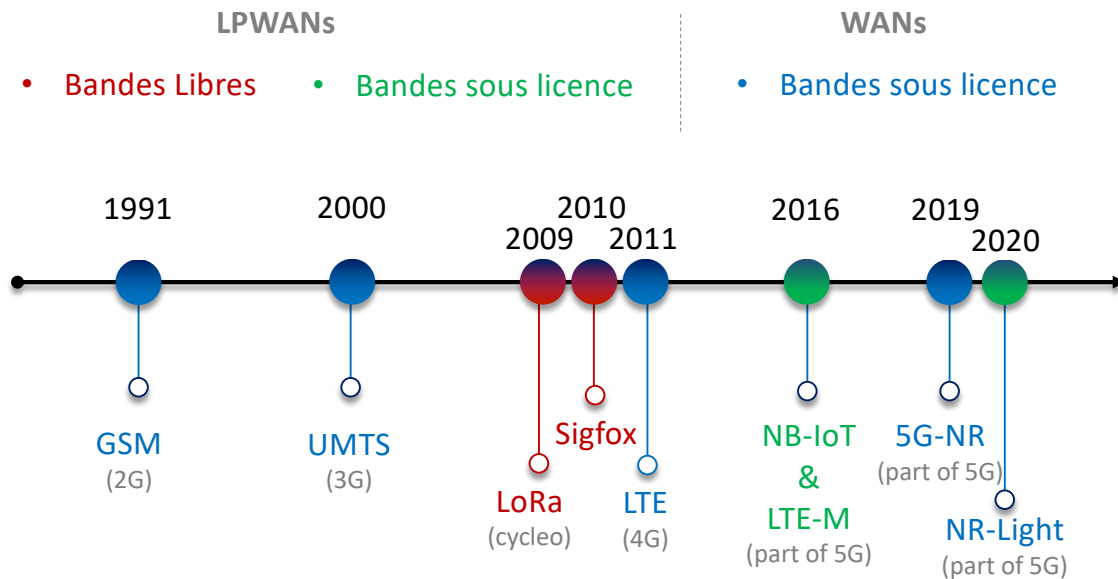 LPWANs
WANs
• Bandes Libres
• Bandes sous licence
• Bandes sous licence
1991
2000
2009
2010
2011
2016
2019
2020
GSM
(2G)
UMTS
(3G)
LoRa
(cycleo)
Sigfox
LTE
(4G)
NB-IoT
&
LTE-M
(part of 5G)
5G-NR
(part of 5G)
NR-Light
(part of 5G)